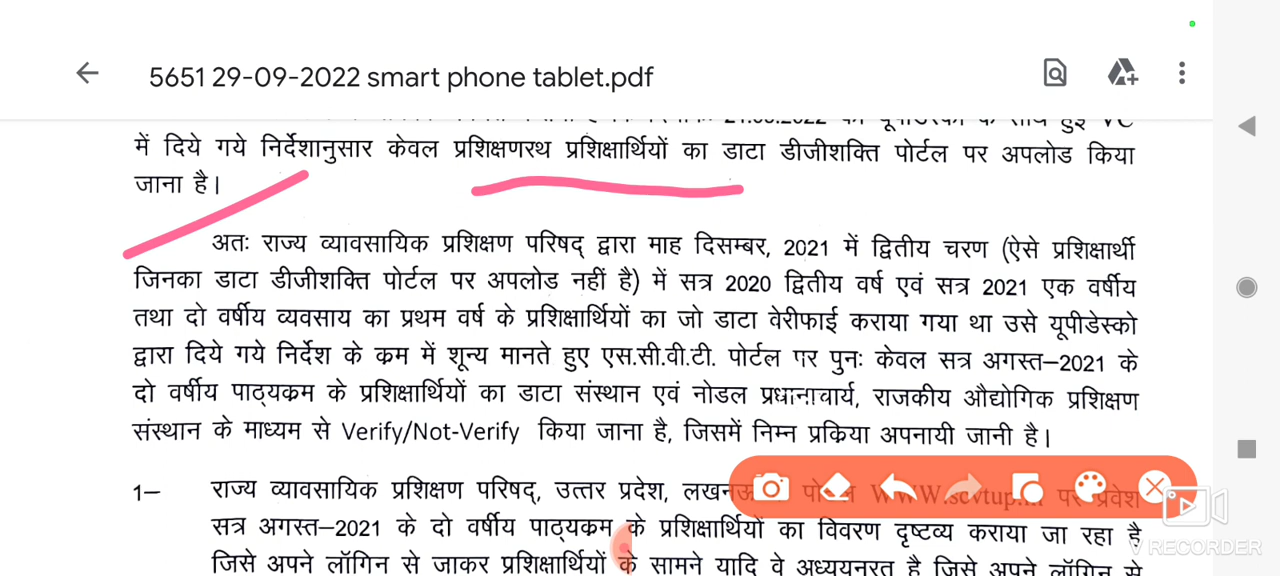 5651 29-09-2022 smart phone tablet.pdf
में दिये गये निर्देशानुसार केवल प्रशिक्षणरथ प्रशिक्षार्थियों का डाटा डीजीशक्ति पोर्टल पर अपलोड किया
जाना है।
अतः राज्य व्यावसायिक प्रशिक्षण परिषद् द्वारा माह दिसम्बर, 2021 में द्वितीय चरण (ऐसे प्रशिक्षार्थी
जिनका डाटा डीजीशक्ति पोर्टल पर अपलोड नहीं है) में सत्र 2020 द्वितीय वर्ष एवं सत्र 2021 एक वर्षीय
तथा दो वर्षीय व्यवसाय का प्रथम वर्ष के प्रशिक्षार्थियों का जो डाटा वेरीफाई कराया गया था उसे यूपीडेस्को
द्वारा दिये गये निर्देश के क्रम में शून्य मानते हुए एस.सी.वी.टी. पोर्टल पर पुनः केवल सत्र अगस्त–2021 के
दो वर्षीय पाठ्यक्रम के प्रशिक्षार्थियों का डाटा संस्थान एवं नोडल प्रधानाचार्य, राजकीय औद्योगिक प्रशिक्षण
संस्थान के माध्यम से Verify/Not-Verify किया जाना है, जिसमें निम्न प्रक्रिया अपनायी जानी है।
1– राज्य व्यावसायिक प्रशिक्षण परिषद्, उत्तर प्रदेश, पोर्टल पर प्रवेश
सत्र अगस्त–2021 के दो वर्षीय पाठ्यक्रम के प्रशिक्षार्थियों का विवरण दृष्टव्य कराया जा रहा है
जिसे अपने लॉगिन से जाकर प्रशिक्षार्थियों के सामने यादि वे अध्ययनरत है जिसे अपने लॉगिन से
V RECORDER